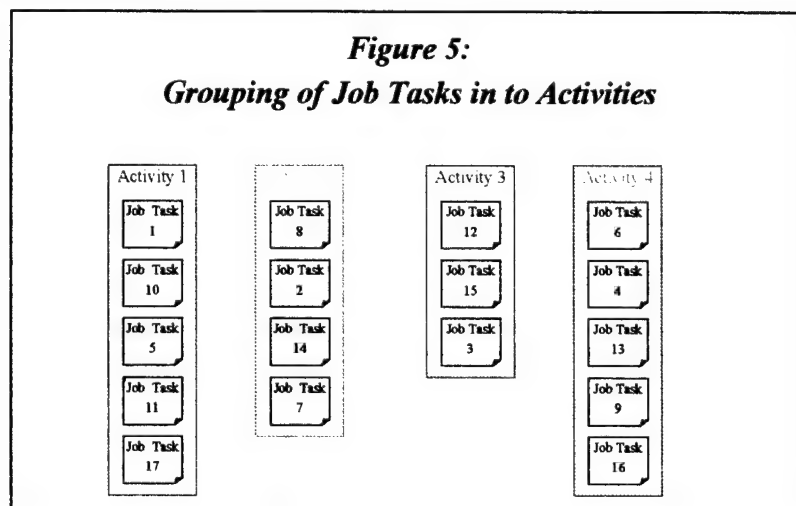 Figure 5:
Grouping of Job Tasks in to Activities
Activity 1
Job Task
1
Job Task
10
Job Task
5
Job Task
11
Job Task
17
Job Task
8
Job Task
2
Job Task
14
Job Task
7
Activity 3
Job Task
12
Job Task
15
Job Task
3
Activity 4
Job Task
6
Job Task
4
Job Task
13
Job Task
9
Job Task
16